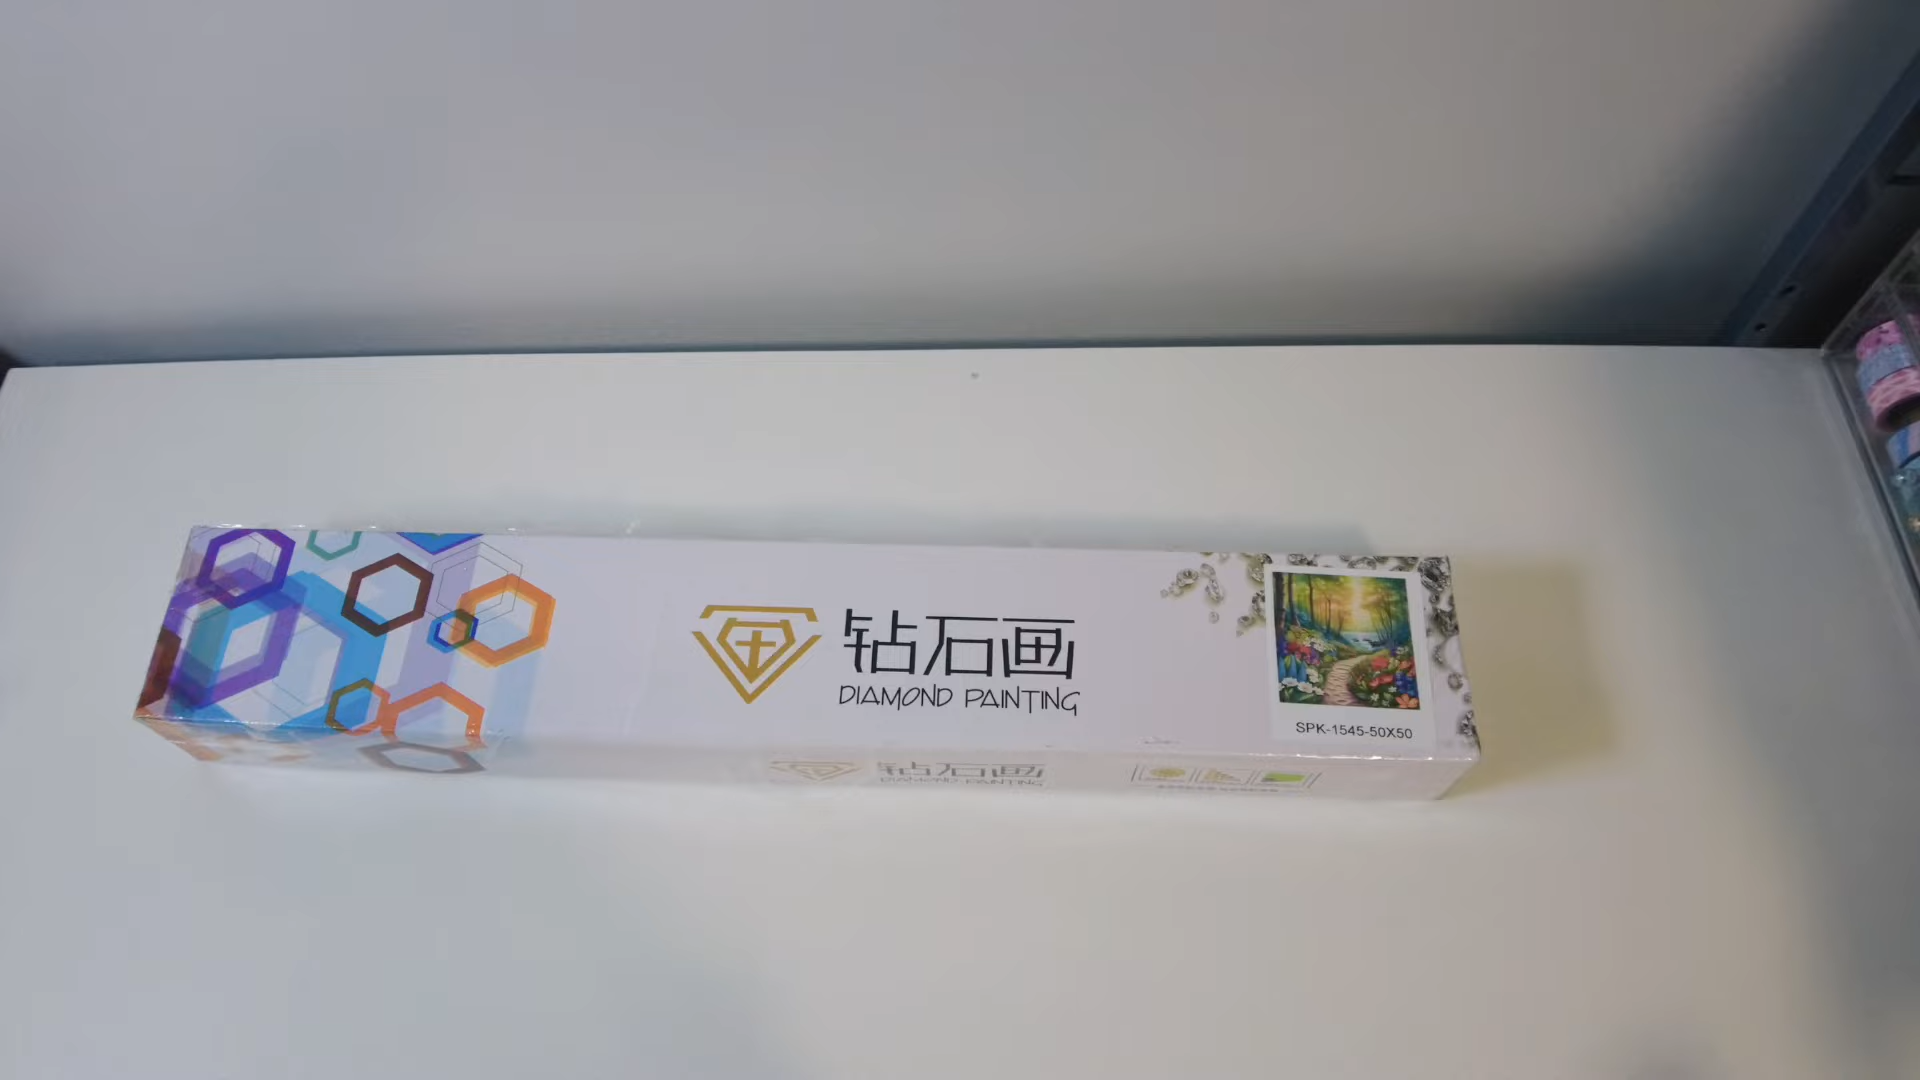 钻石画
DIAMOND PAINTING
SPK-1545-50X50
钻石画
DIAMOND PAINTING